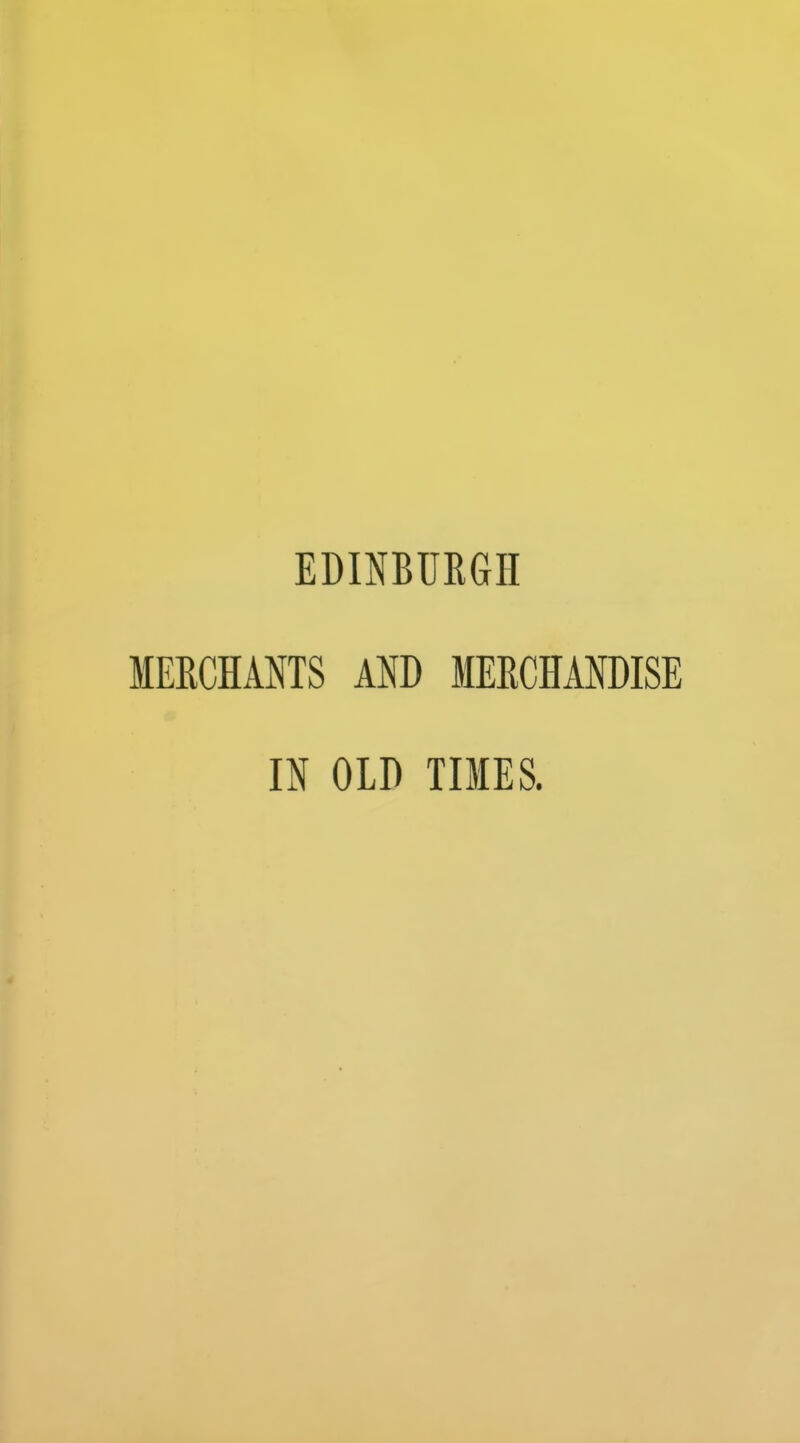 EDINBURGH
MERCHANTS AND MERCHANDISE
IN OLD TIMES.